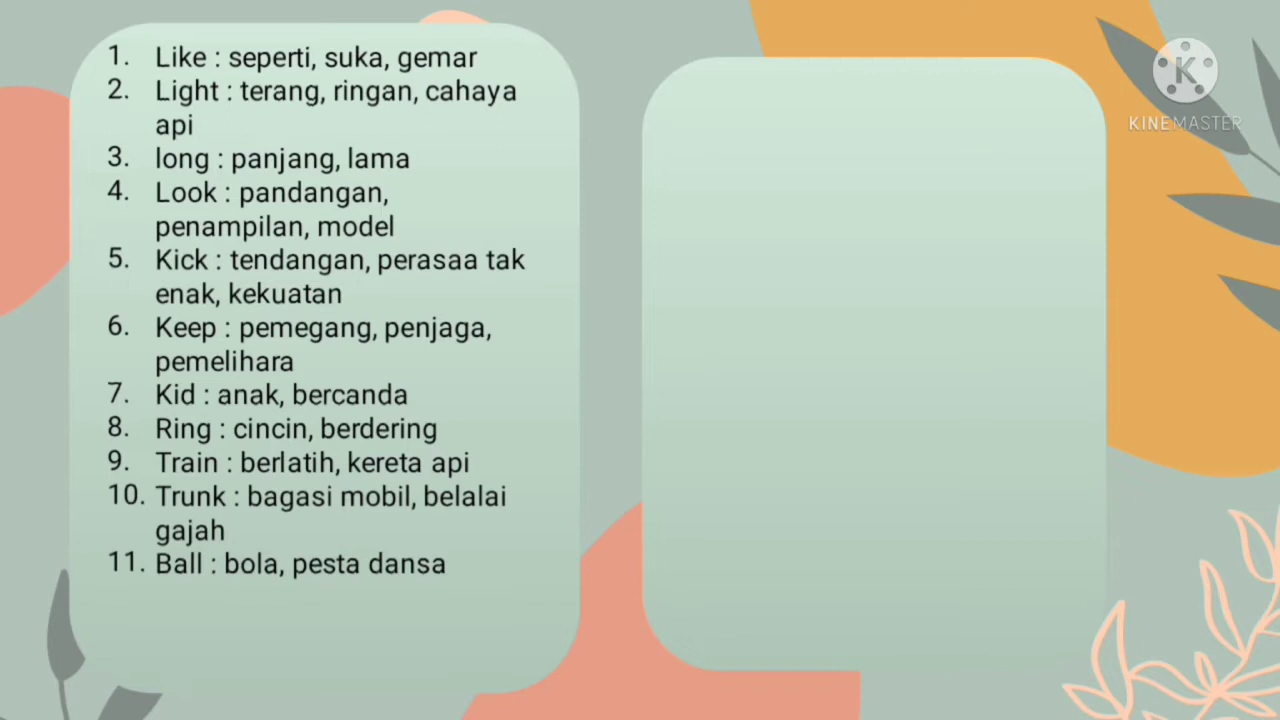 1. Like : seperti, suka, gemar
2. Light : terang, ringan, cahaya
api
3. long : panjang, lama
4. Look : pandangan,
penampilan, model
5. Kick : tendangan, perasaa tak
enak, kekuatan
6. Keep : pemegang, penjaga,
pemelihara
7. Kid : anak, bercanda
8. Ring : cincin, berdering
9. Train : berlatih, kereta api
10. Trunk : bagasi mobil, belalai
gajah
11. Ball : bola, pesta dansa
K
KINEMASTER